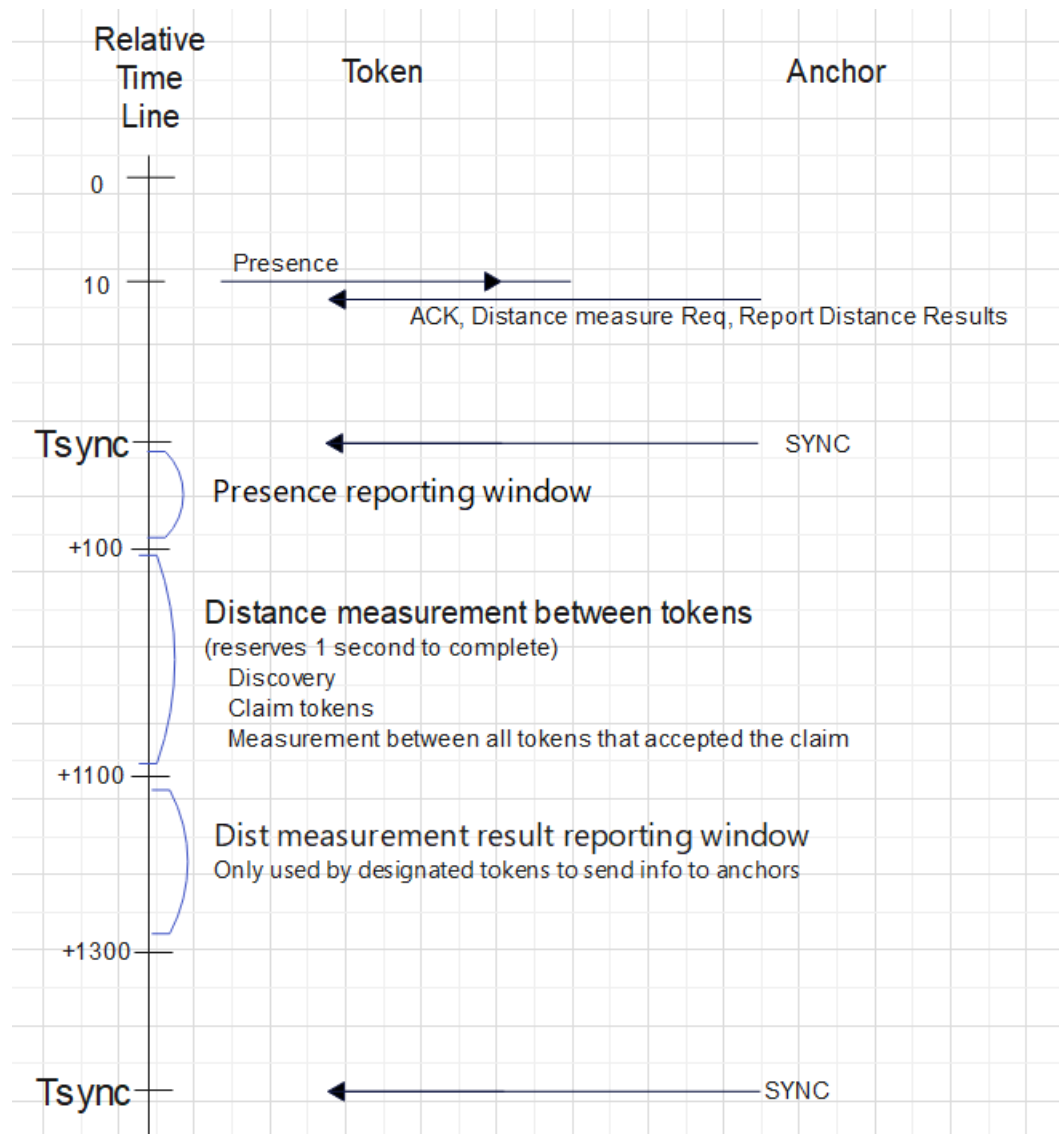 Relative
Time
Line
Token
Anchor
0
Presence
10
ACK, Distance measure Req, Report Distance Results
Tsync
SYNC
Presence reporting window
+100
Distance measurement between tokens
(reserves 1 second to complete)
Discovery
Claim tokens
Measurement between all tokens that accepted the claim
+1100
Dist measurement result reporting window
Only used by designated tokens to send info to anchors
+1300
Tsync
SYNC